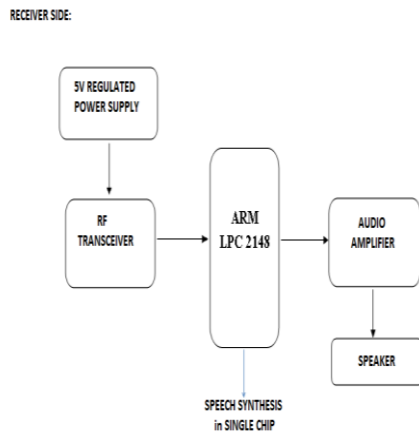 RECEIVER SIDE:
5V REGULATED
POWER SUPPLY
RF
TRANSCEIVER
ARM
LPC 2148
AUDIO
AMPLIFIER
SPEAKER
SPEECH SYNTHESIS
in SINGLE CHIP